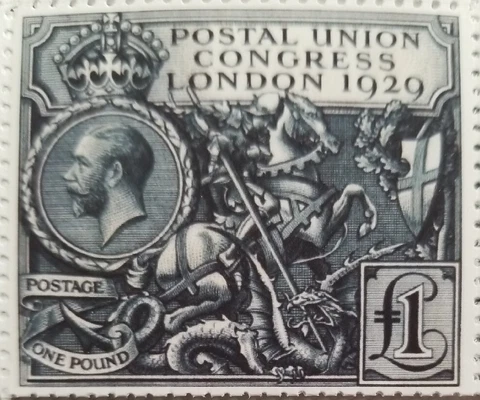 POSTAL UNION
CONGRESS
LONDON 1929
POSTAGE
ONE POUND
£1